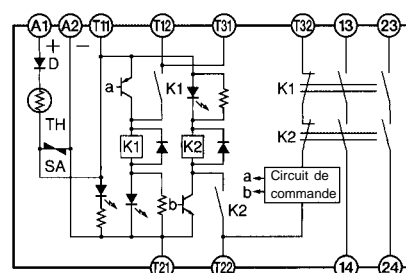 A1 A2 T11 T12 T31 T32 13 23
+ −
D
a K1 K1
TH K1 K2 K2
SA a Circuit de
b b commande
K2
T21 T22 14 24